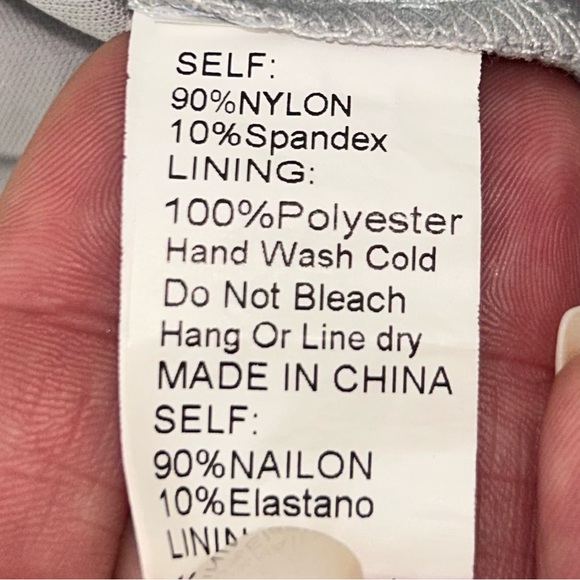 SELF:
90%NYLON
10%Spandex
LINING:
100%Polyester
Hand Wash Cold
Do Not Bleach
Hang Or Line dry
MADE IN CHINA
SELF:
90%NAILON
10%Elastano